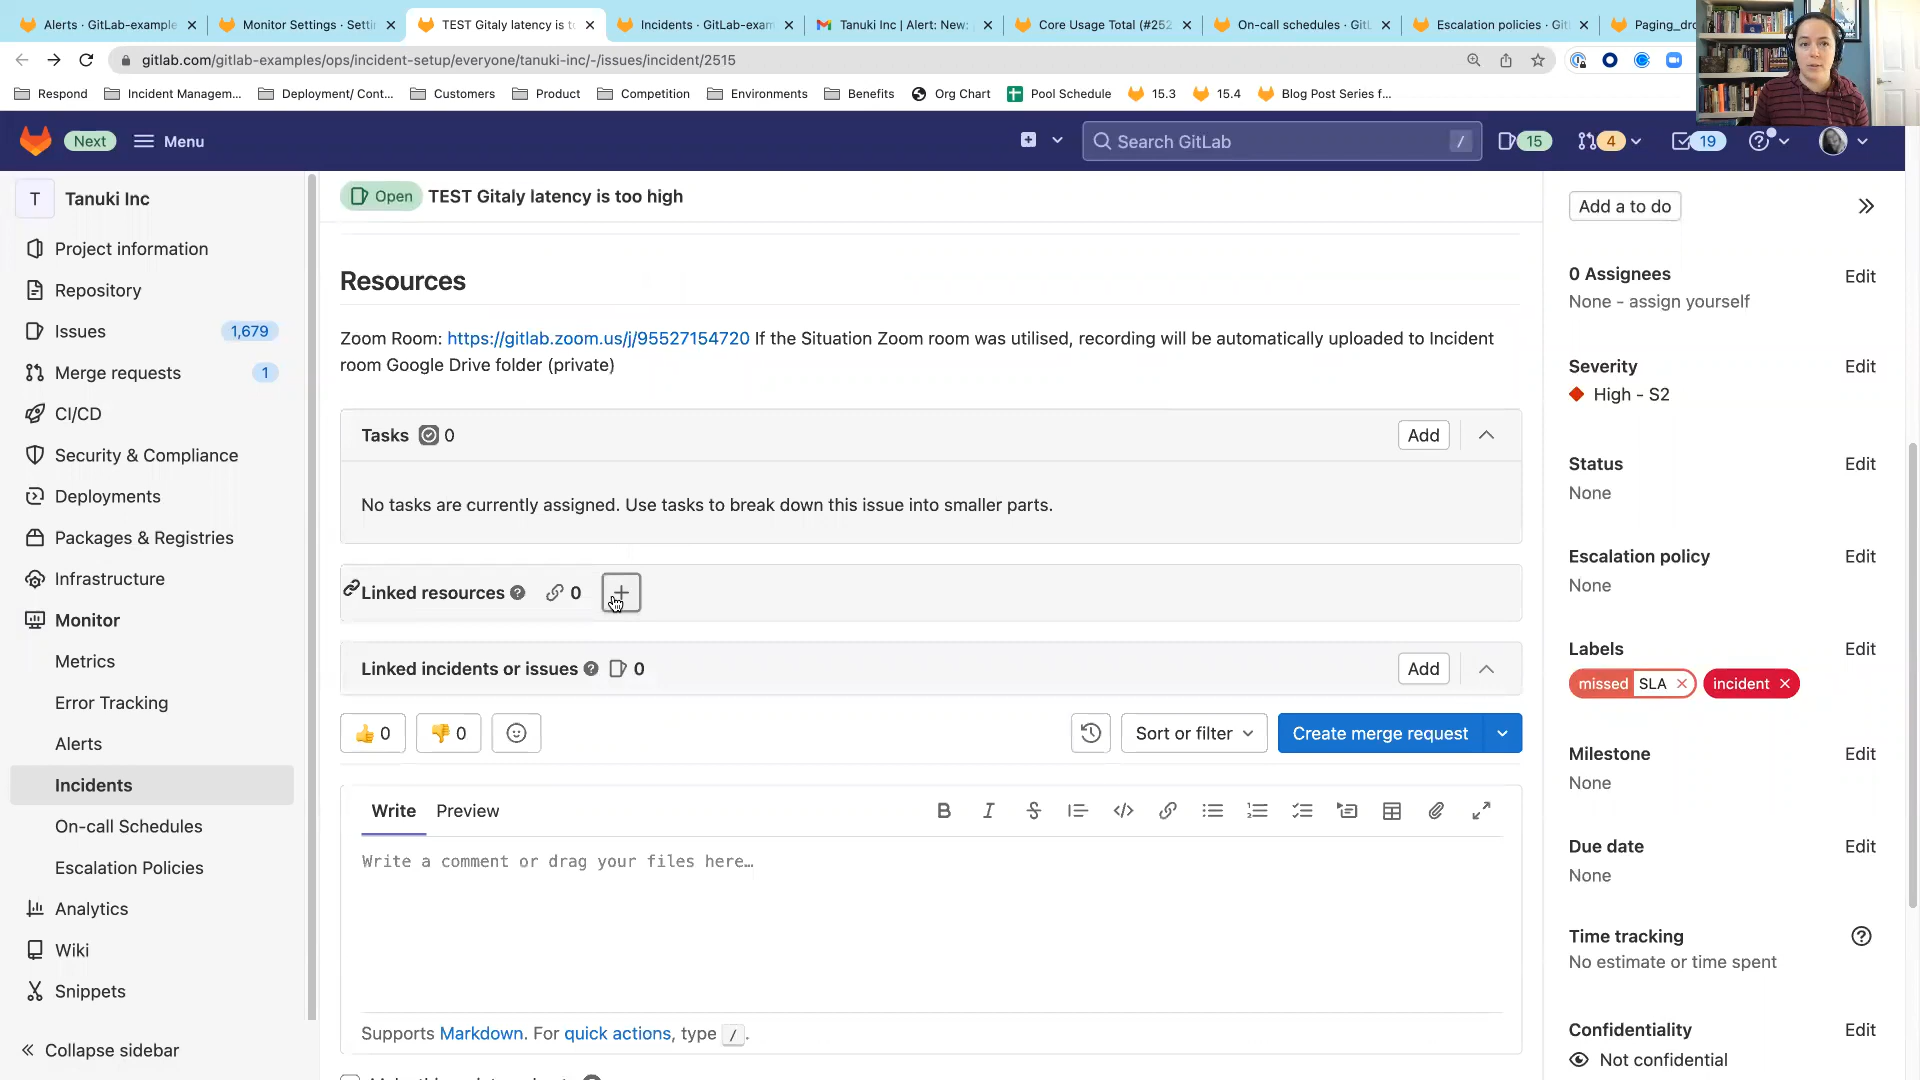 Alerts · GitLab-example
Monitor Settings · Setti
TEST Gitaly latency is to
Incidents · GitLab-exam
Tanuki Inc | Alert: New:
Core Usage Total (#252
On-call schedules · GitL
Escalation policies · Git
Paging_dro
gitlab.com/gitlab-examples/ops/incident-setup/everyone/tanuki-inc/-/issues/incident/2515
Respond
Incident Managem...
Deployment/ Cont...
Customers
Product
Competition
Environments
Benefits
Org Chart
Pool Schedule
15.3
15.4
Blog Post Series f...
Next
Menu
Search GitLab
/
15
4
19
T Tanuki Inc
Project information
Repository
Issues 1,679
Merge requests 1
CI/CD
Security & Compliance
Deployments
Packages & Registries
Infrastructure
Monitor
Metrics
Error Tracking
Alerts
Incidents
On-call Schedules
Escalation Policies
Analytics
Wiki
Snippets
Collapse sidebar
Open TEST Gitaly latency is too high
Resources
Zoom Room: https://gitlab.zoom.us/j/95527154720 If the Situation Zoom room was utilised, recording will be automatically uploaded to Incident
room Google Drive folder (private)
Tasks 0
Add
No tasks are currently assigned. Use tasks to break down this issue into smaller parts.
Linked resources 0
Linked incidents or issues 0
Add
0
0
Sort or filter
Create merge request
Write Preview
Write a comment or drag your files here…
Supports Markdown. For quick actions, type /.
Add a to do
0 Assignees Edit
None - assign yourself
Severity Edit
High - S2
Status Edit
None
Escalation policy Edit
None
Labels Edit
missed SLA
incident
Milestone Edit
None
Due date Edit
None
Time tracking
No estimate or time spent
Confidentiality Edit
Not confidential